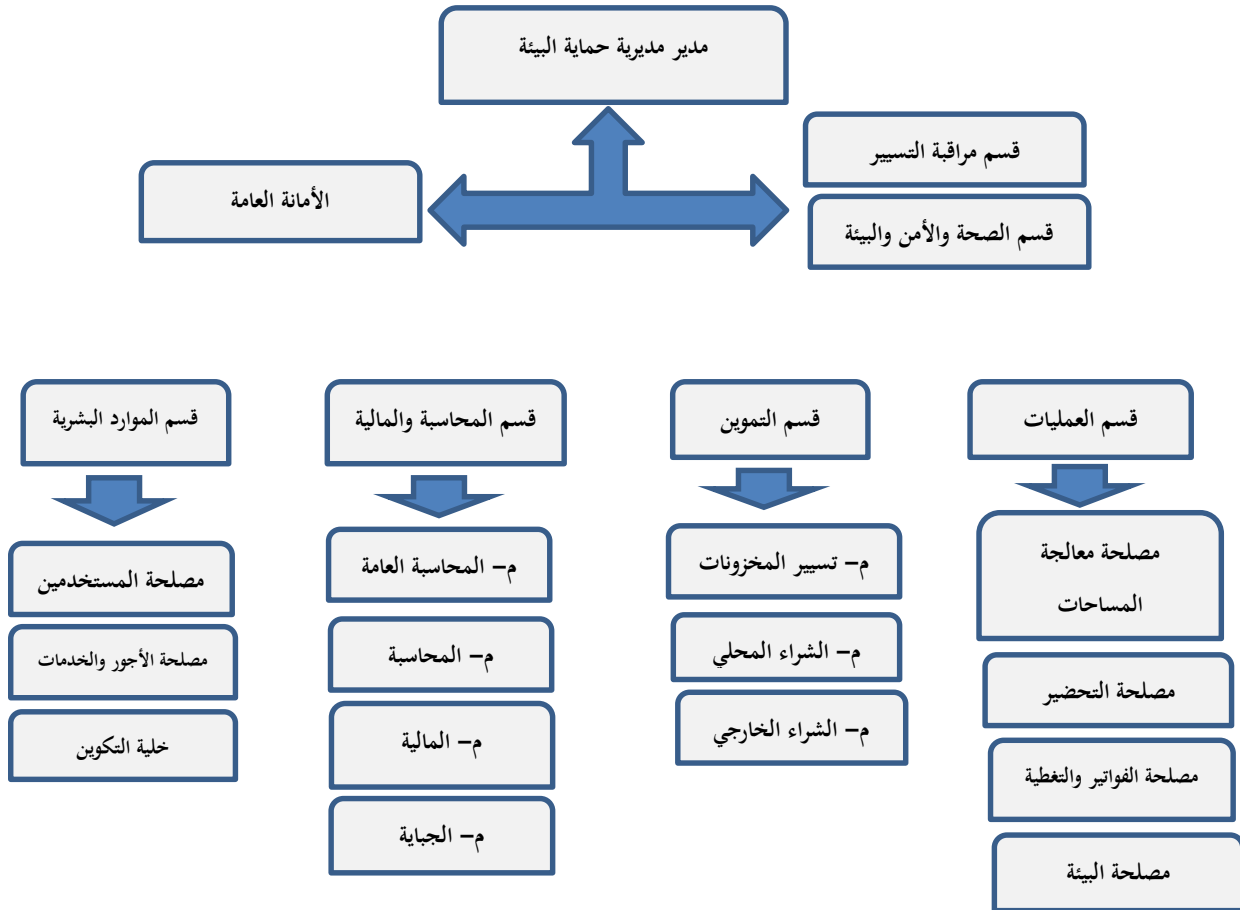 مدير مديرية حماية البيئة
قسم مراقبة التسيير
الأمانة العامة
قسم الصحة والأمن والبيئة
قسم العمليات
قسم التموين
قسم المحاسبة والمالية
قسم الموارد البشرية
مصلحة معالجة
المساحات
مصلحة التحضير
مصلحة الفواتير والتغطية
مصلحة البيئة
م– تسيير المخزونات
م– الشراء المحلي
م– الشراء الخارجي
م– المحاسبة العامة
م– المحاسبة
م– المالية
م– الجباية
مصلحة المستخدمين
مصلحة الأجور والخدمات
خلية التكوين